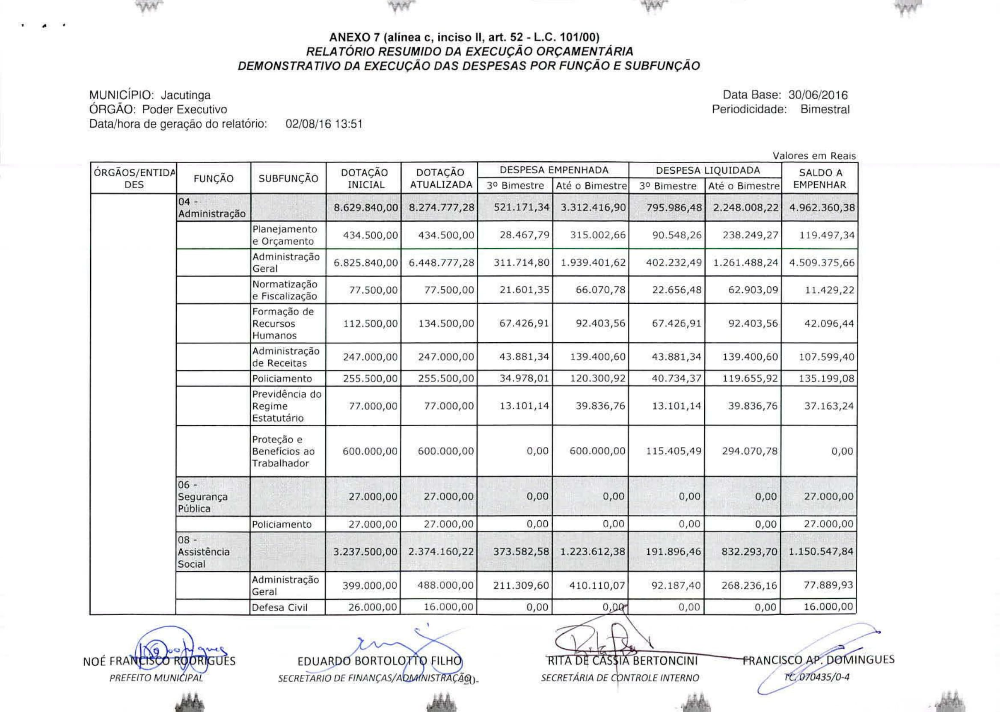 ANEXO 7 (alínea c, inciso II, art. 52 - L.C. 101/00)
RELATÓRIO RESUMIDO DA EXECUÇÃO ORÇAMENTÁRIA
DEMONSTRATIVO DA EXECUÇÃO DAS DESPESAS POR FUNÇÃO E SUBFUNÇÃO
MUNICÍPIO: Jacutinga
ÓRGÃO: Poder Executivo
Data/hora de geração do relatório: 02/08/16 13:51
Data Base: 30/06/2016
Periodicidade: Bimestral
Valores em Reais
ÓRGÃOS/ENTIDA
DES
FUNÇÃO
SUBFUNÇÃO
DOTAÇÃO
INICIAL
DOTAÇÃO
ATUALIZADA
DESPESA EMPENHADA
3º Bimestre Até o Bimestre
DESPESA LIQUIDADA
3º Bimestre Até o Bimestre
SALDO A
EMPENHAR
04 -
Administração
8.629.840,00 8.274.777,28 521.171,34 3.312.416,90 795.986,48 2.248.008,22 4.962.360,38
Planejamento
e Orçamento
434.500,00 434.500,00 28.467,79 315.002,66 90.548,26 238.249,27 119.497,34
Administração
Geral
6.825.840,00 6.448.777,28 311.714,80 1.939.401,62 402.232,49 1.261.488,24 4.509.375,66
Normatização
e Fiscalização
77.500,00 77.500,00 21.601,35 66.070,78 22.656,48 62.903,09 11.429,22
Formação de
Recursos
Humanos
112.500,00 134.500,00 67.426,91 92.403,56 67.426,91 92.403,56 42.096,44
Administração
de Receitas
247.000,00 247.000,00 43.881,34 139.400,60 43.881,34 139.400,60 107.599,40
Policiamento 255.500,00 255.500,00 34.978,01 120.300,92 40.734,37 119.655,92 135.199,08
Previdência do
Regime
Estatutário
77.000,00 77.000,00 13.101,14 39.836,76 13.101,14 39.836,76 37.163,24
Proteção e
Benefícios ao
Trabalhador
600.000,00 600.000,00 0,00 600.000,00 115.405,49 294.070,78 0,00
06 -
Segurança
Pública
27.000,00 27.000,00 0,00 0,00 0,00 0,00 27.000,00
Policiamento 27.000,00 27.000,00 0,00 0,00 0,00 0,00 27.000,00
08 -
Assistência
Social
3.237.500,00 2.374.160,22 373.582,58 1.223.612,38 191.896,46 832.293,70 1.150.547,84
Administração
Geral
399.000,00 488.000,00 211.309,60 410.110,07 92.187,40 268.236,16 77.889,93
Defesa Civil 26.000,00 16.000,00 0,00 0,00 0,00 0,00 16.000,00
NOÉ FRANCISCO RODRIGUES
PREFEITO MUNICIPAL
EDUARDO BORTOLOTTO FILHO
SECRETARIO DE FINANÇAS/ADMINISTRAÇÃO
RITA DE CÁSSIA BERTONCINI
SECRETÁRIA DE CONTROLE INTERNO
FRANCISCO AP. DOMINGUES
TC. 070435/0-4